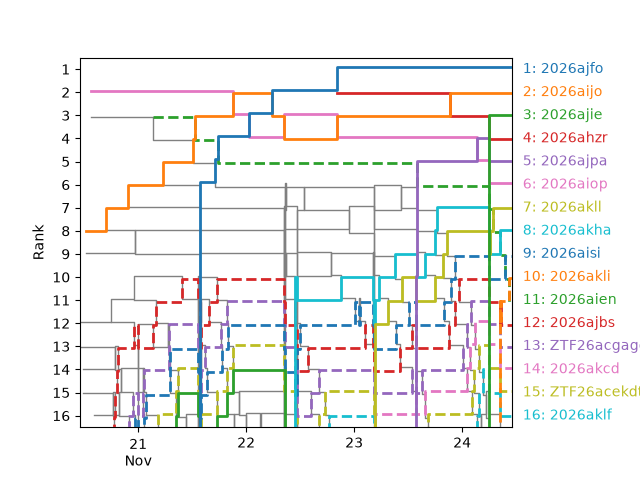 1
2
3
4
5
6
7
8
9
10
11
12
13
14
15
16
Rank
21
22
23
24
Nov
1: 2026ajfo
2: 2026aijo
3: 2026ajie
4: 2026ahzr
5: 2026ajpa
6: 2026aiop
7: 2026akll
8: 2026akha
9: 2026aisi
10: 2026akli
11: 2026aien
12: 2026ajbs
13: ZTF26acgag
14: 2026akcd
15: ZTF26acekdt
16: 2026aklf